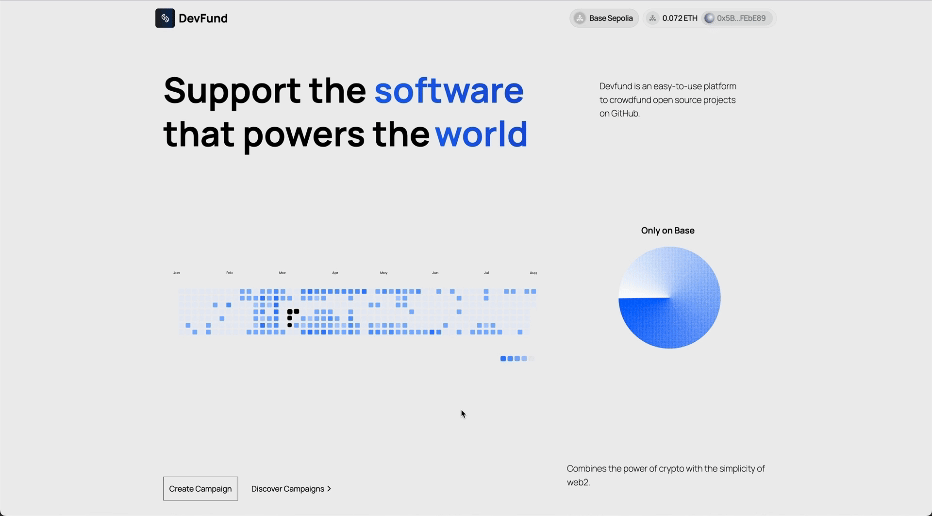 DevFund
Base Sepolia
0.072 ETH
0x5B...FEbE89
Support the software
that powers the world
Devfund is an easy-to-use platform
to crowdfund open source projects
on GitHub.
Only on Base
Jan Feb Mar Apr May Jun Jul Aug
Combines the power of crypto with the simplicity of
web2.
Create Campaign
Discover Campaigns >